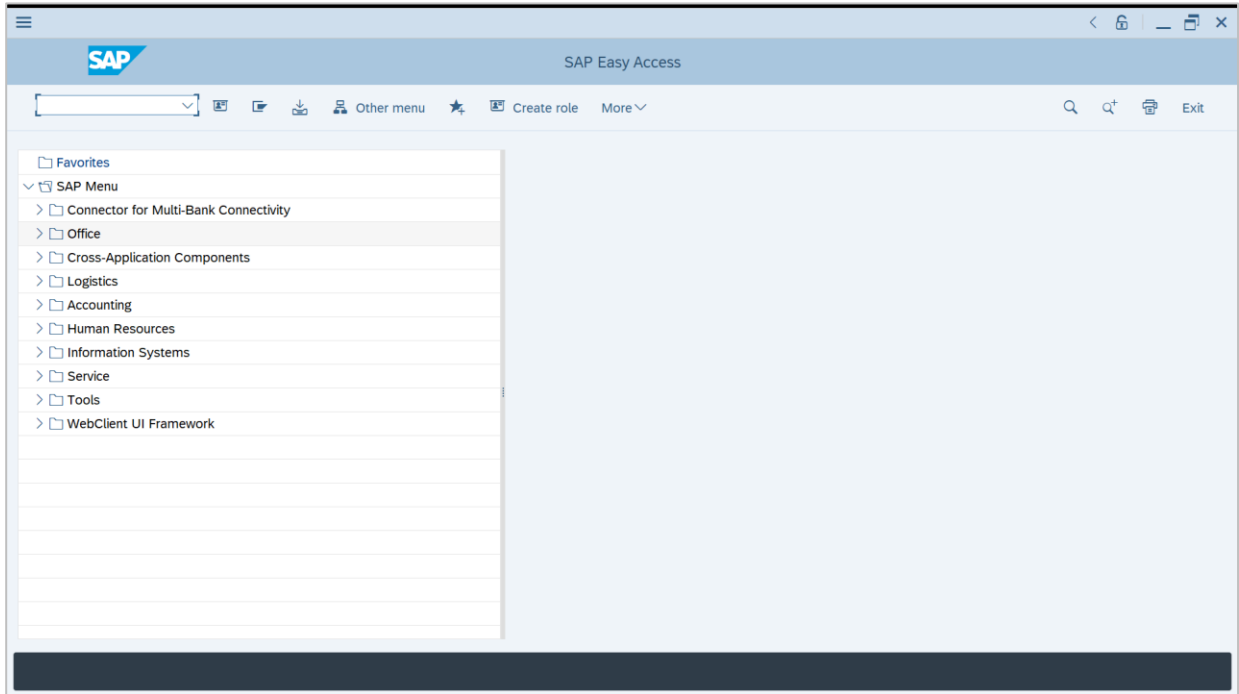 SAP
SAP Easy Access
Other menu Create role More Exit
Favorites
SAP Menu
Connector for Multi-Bank Connectivity
Office
Cross-Application Components
Logistics
Accounting
Human Resources
Information Systems
Service
Tools
WebClient UI Framework